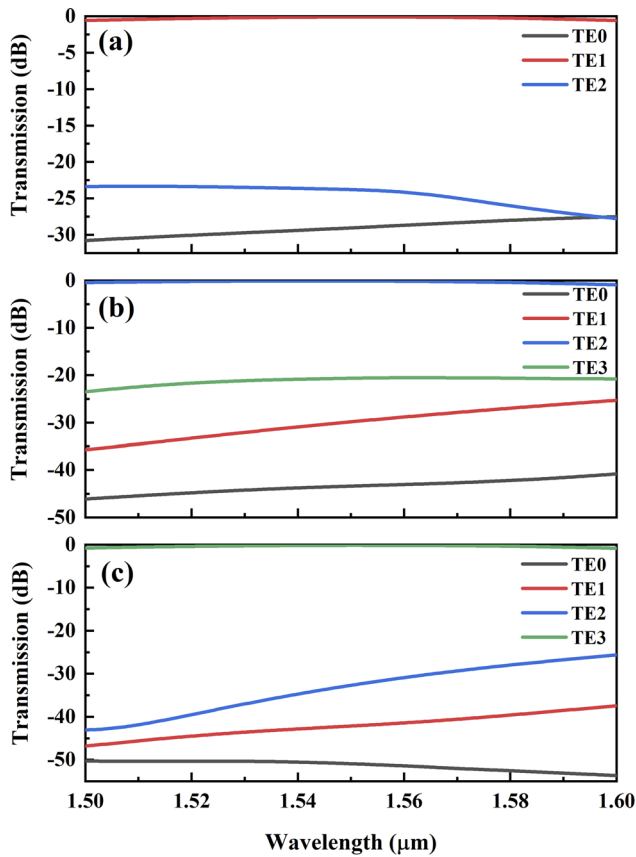 (a)
Transmission (dB)
0
-5
-10
-15
-20
-25
-30
TE0
TE1
TE2
(b)
Transmission (dB)
0
-10
-20
-30
-40
-50
TE0
TE1
TE2
TE3
(c)
Transmission (dB)
0
-10
-20
-30
-40
-50
TE0
TE1
TE2
TE3
1.50
1.52
1.54
1.56
1.58
1.60
Wavelength (μm)